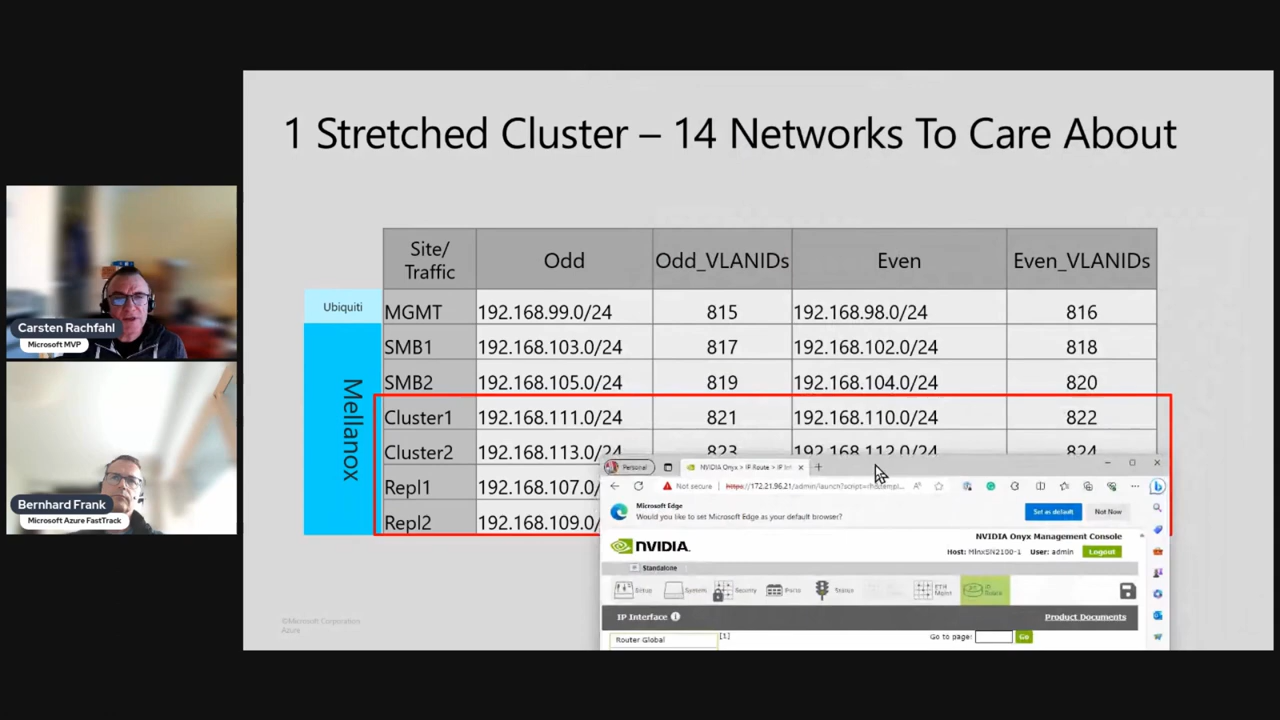 1 Stretched Cluster – 14 Networks To Care About
Site/
Traffic
Odd
Odd_VLANIDs
Even
Even_VLANIDs
Ubiquiti
MGMT
192.168.99.0/24
815
192.168.98.0/24
816
Mellanox
SMB1
192.168.103.0/24
817
192.168.102.0/24
818
SMB2
192.168.105.0/24
819
192.168.104.0/24
820
Cluster1
192.168.111.0/24
821
192.168.110.0/24
822
Cluster2
192.168.113.0/24
823
192.168.112.0/24
824
Repl1
192.168.107.0/
Repl2
192.168.109.0/
Carsten Rachfahl
Microsoft MVP
Bernhard Frank
Microsoft Azure FastTrack
Personal
NVIDIA Onyx > IP Route > IP Int
Not secure
https://172.21.96.21/admin/launch?script=
Microsoft Edge
Would you like to set Microsoft Edge as your default browser?
Set as default
Not Now
NVIDIA.
NVIDIA Onyx Management Console
Host: MlnxSN2100-1 User: admin
Logout
Standalone
Setup
System
Security
Ports
Status
ETH
Mgmt
IP
Route
IP Interface
Product Documents
Router Global
[1]
Go to page:
Go
©Microsoft Corporation
Azure